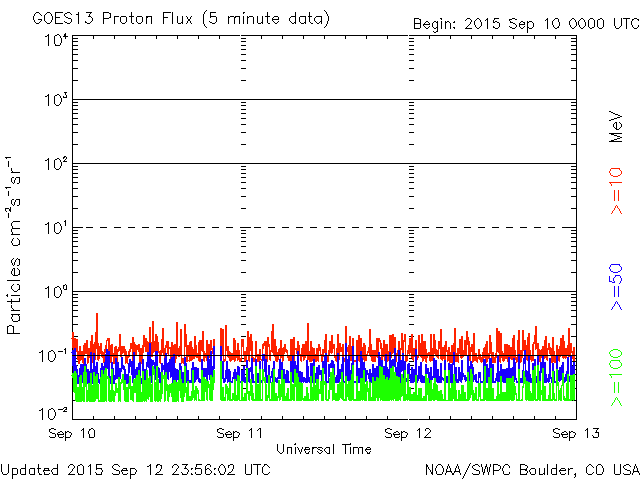 GOES13 Proton Flux (5 minute data)
Begin: 2015 Sep 10 0000 UTC
10⁴
10³
10²
10¹
10⁰
10⁻¹
10⁻²
Particles cm⁻²s⁻¹sr⁻¹
MeV
>=10
>=50
>=100
Sep 10
Sep 11
Sep 12
Sep 13
Universal Time
Updated 2015 Sep 12 23:56:02 UTC
NOAA/SWPC Boulder, CO USA